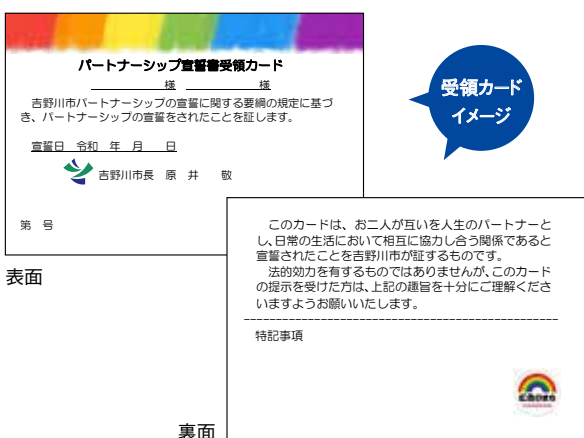 パートナーシップ宣誓書受領カード
様　様
吉野川市パートナーシップの宣誓に関する要綱の規定に基づ
き、パートナーシップの宣誓をされたことを証します。
宣誓日 令和 年 月 日
吉野川市長 原 井 敬
第 号
表面
受領カード
イメージ
このカードは、お二人が互いを人生のパートナーと
し、日常の生活において相互に協力し合う関係であると
宣誓されたことを吉野川市が証するものです。
法的効力を有するものではありませんが、このカード
の提示を受けた方は、上記の趣旨を十分にご理解くださ
いますようお願いいたします。
特記事項
裏面